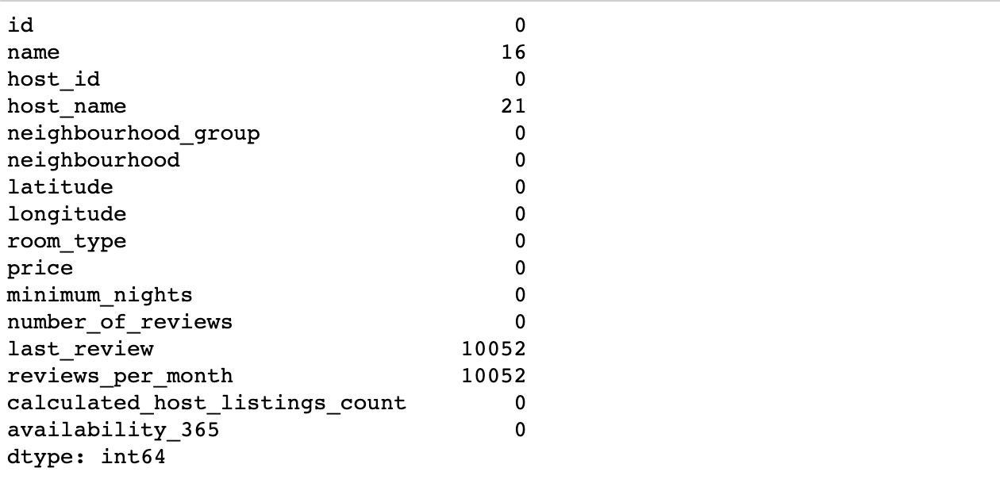 id 0
name 16
host_id 0
host_name 21
neighbourhood_group 0
neighbourhood 0
latitude 0
longitude 0
room_type 0
price 0
minimum_nights 0
number_of_reviews 0
last_review 10052
reviews_per_month 10052
calculated_host_listings_count 0
availability_365 0
dtype: int64